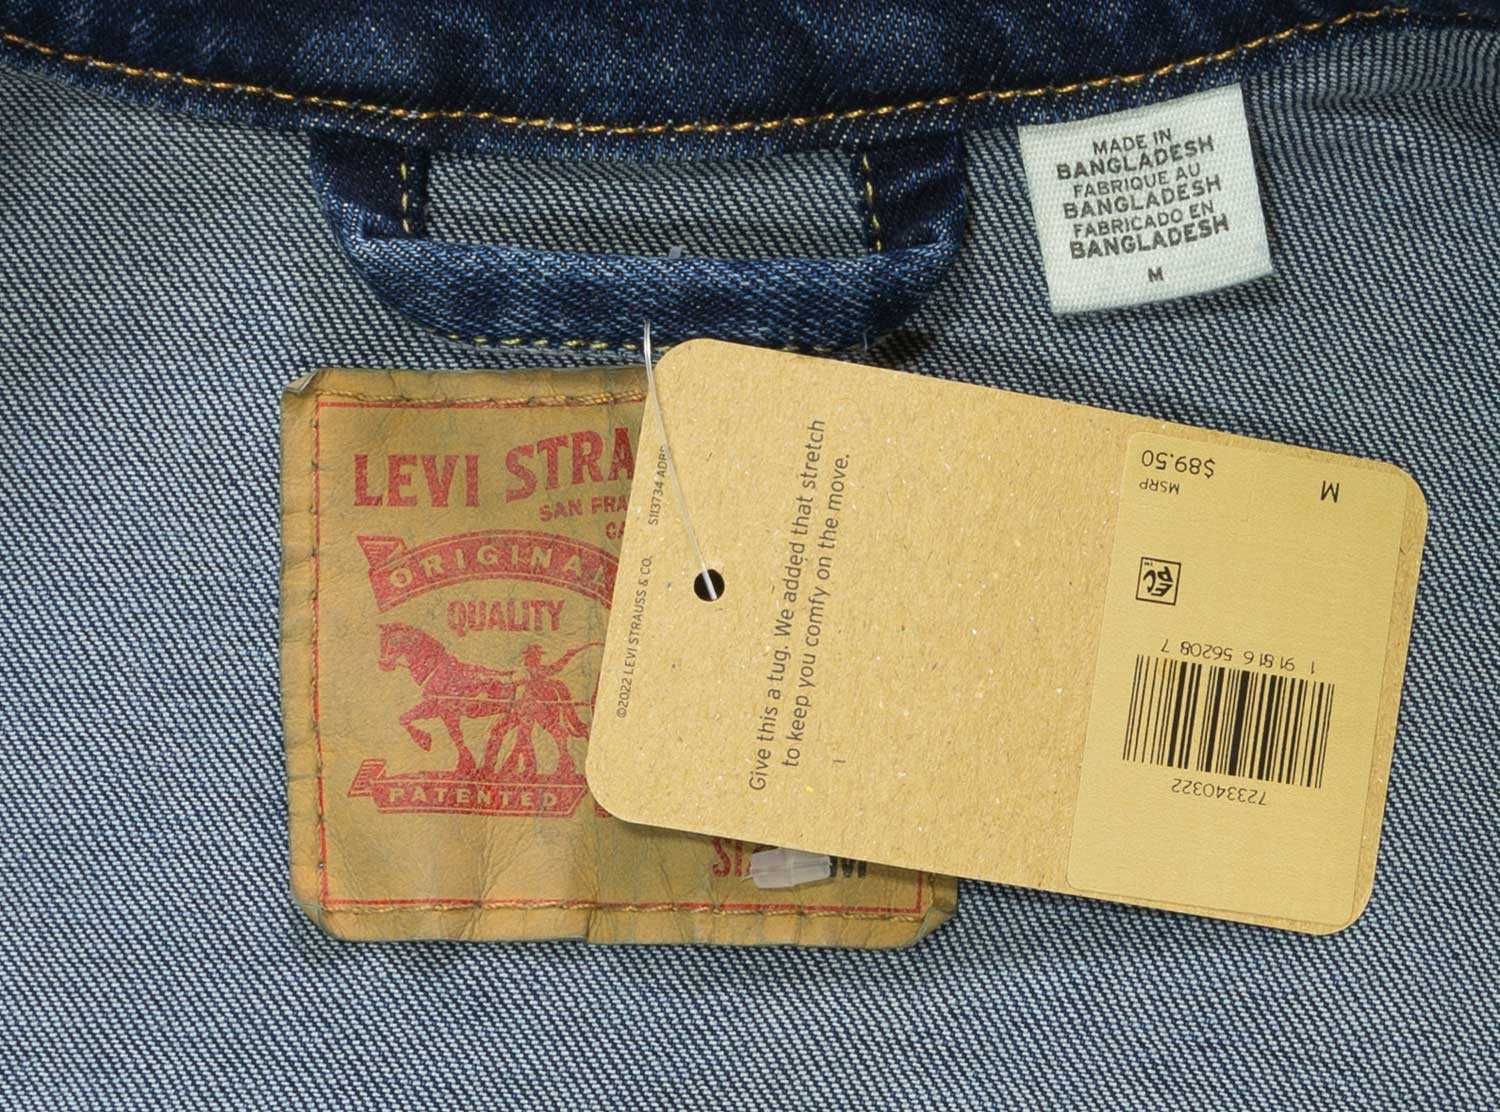 MADE IN
BANGLADESH
FABRIQUE AU
BANGLADESH
FABRICADO EN
BANGLADESH
M
LEVI STRA
SAN FRA
ORIGINAL
QUALITY
PATENTED
©2022 LEVI STRAUSS & CO.
Give this a tug. We added that stretch
to keep you comfy on the move.
M
MSRP
$89.50
1 91816 56208 7
723340322